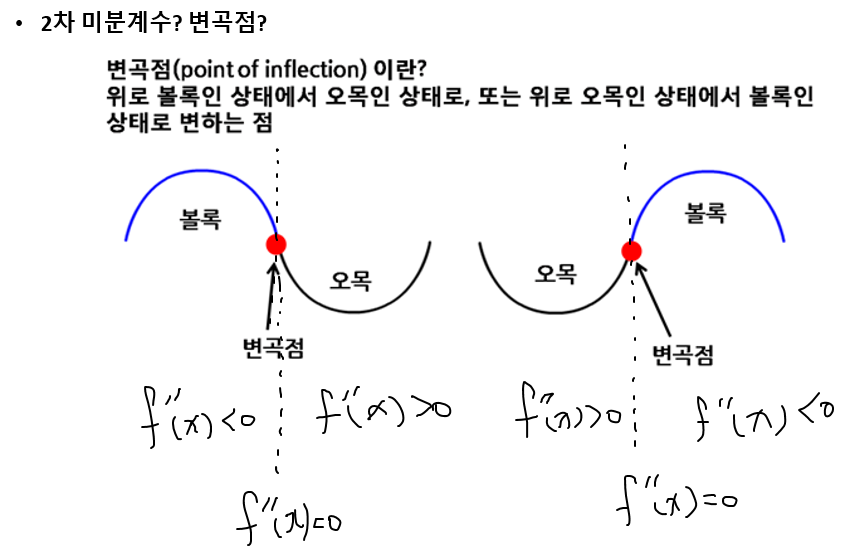 • 2차 미분계수? 변곡점?
변곡점(point of inflection) 이란?
위로 볼록인 상태에서 오목인 상태로, 또는 위로 오목인 상태에서 볼록인
상태로 변하는 점
볼록
오목
변곡점
오목
볼록
변곡점
f''(x)<0
f''(x)>0
f''(x)>0
f''(x)<0
f''(x)=0
f''(x)=0